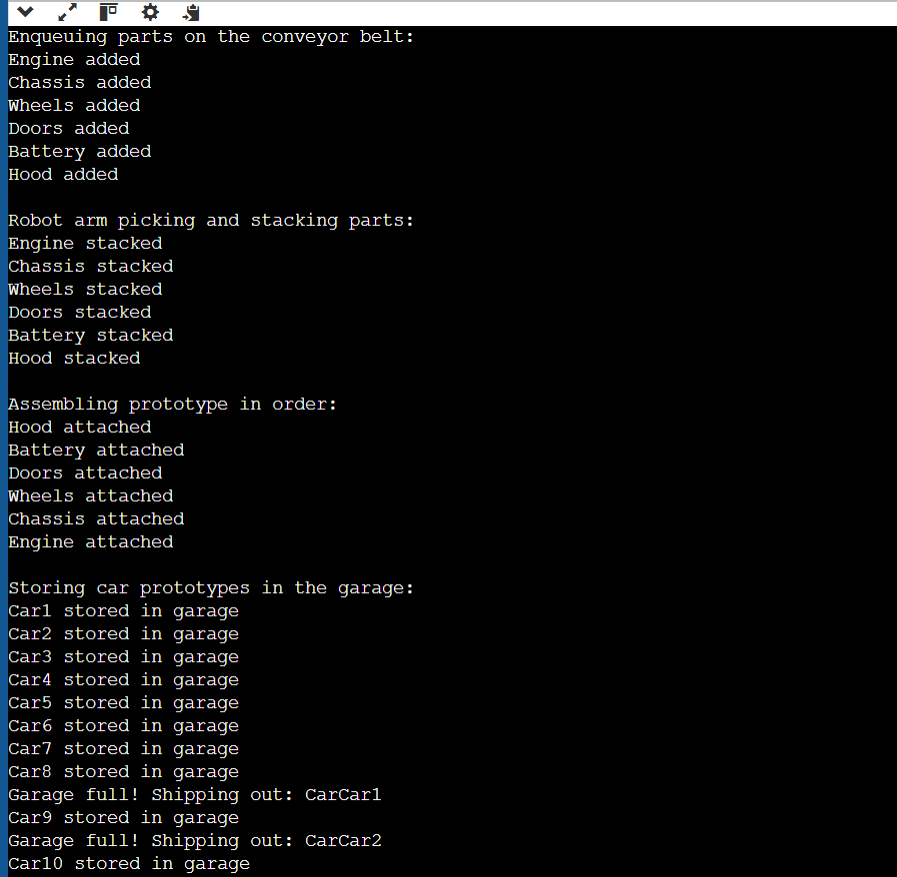 Enqueuing parts on the conveyor belt:
Engine added
Chassis added
Wheels added
Doors added
Battery added
Hood added
Robot arm picking and stacking parts:
Engine stacked
Chassis stacked
Wheels stacked
Doors stacked
Battery stacked
Hood stacked
Assembling prototype in order:
Hood attached
Battery attached
Doors attached
Wheels attached
Chassis attached
Engine attached
Storing car prototypes in the garage:
Car1 stored in garage
Car2 stored in garage
Car3 stored in garage
Car4 stored in garage
Car5 stored in garage
Car6 stored in garage
Car7 stored in garage
Car8 stored in garage
Garage full! Shipping out: CarCar1
Car9 stored in garage
Garage full! Shipping out: CarCar2
Car10 stored in garage